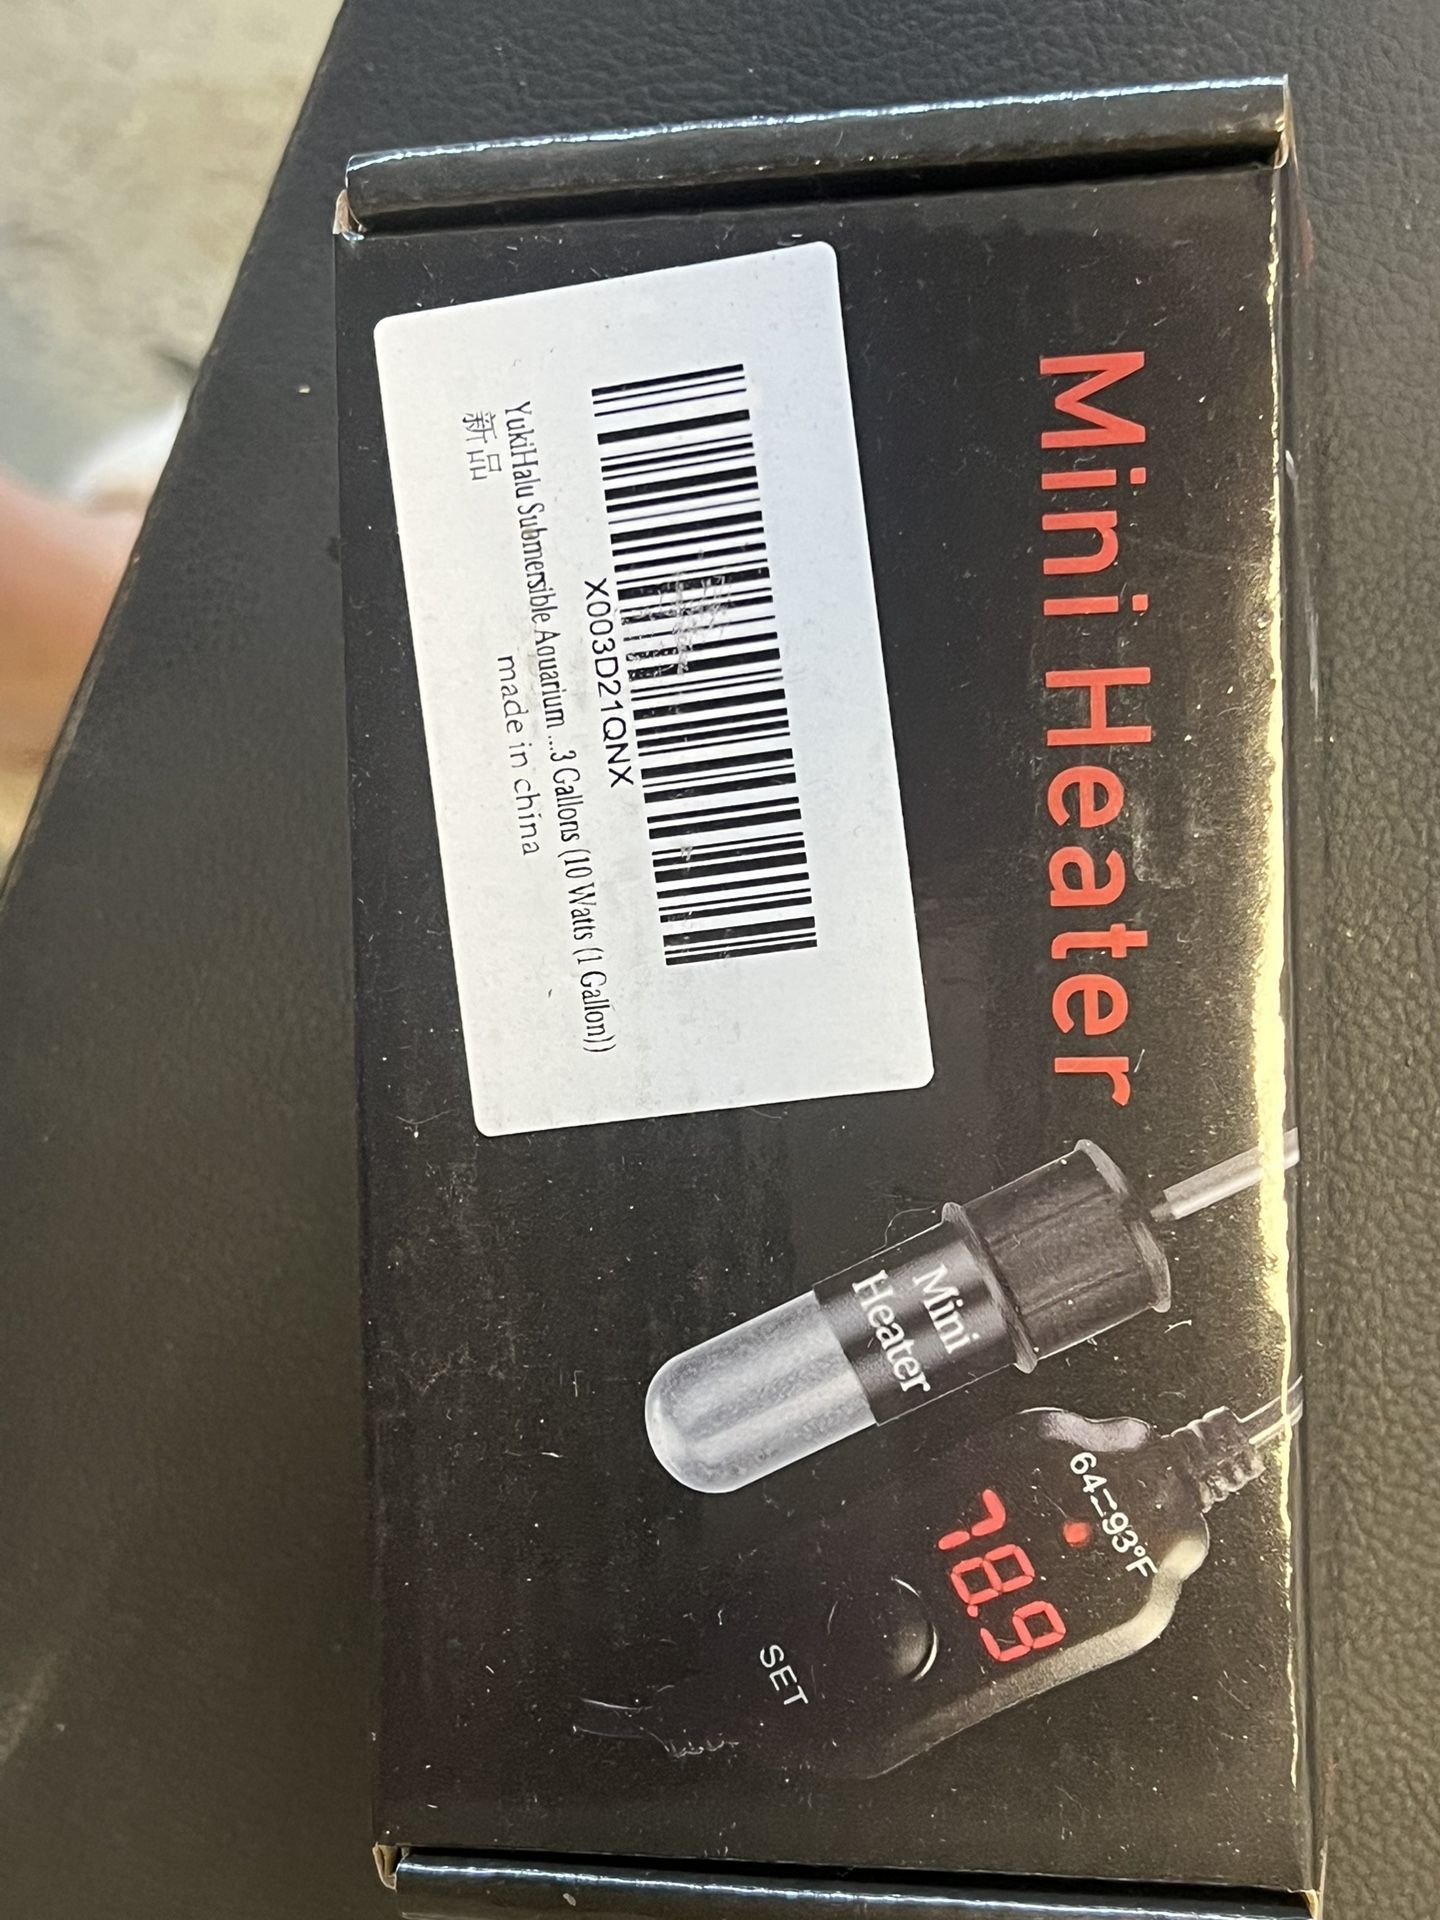 Mini Heater
X003D21QNX
YukiHalu Submersible Aquarium ...3 Gallons (10 Watts (1 Gallon))
新品
made in china
Mini
Heater
64~93°F
78.9
SET